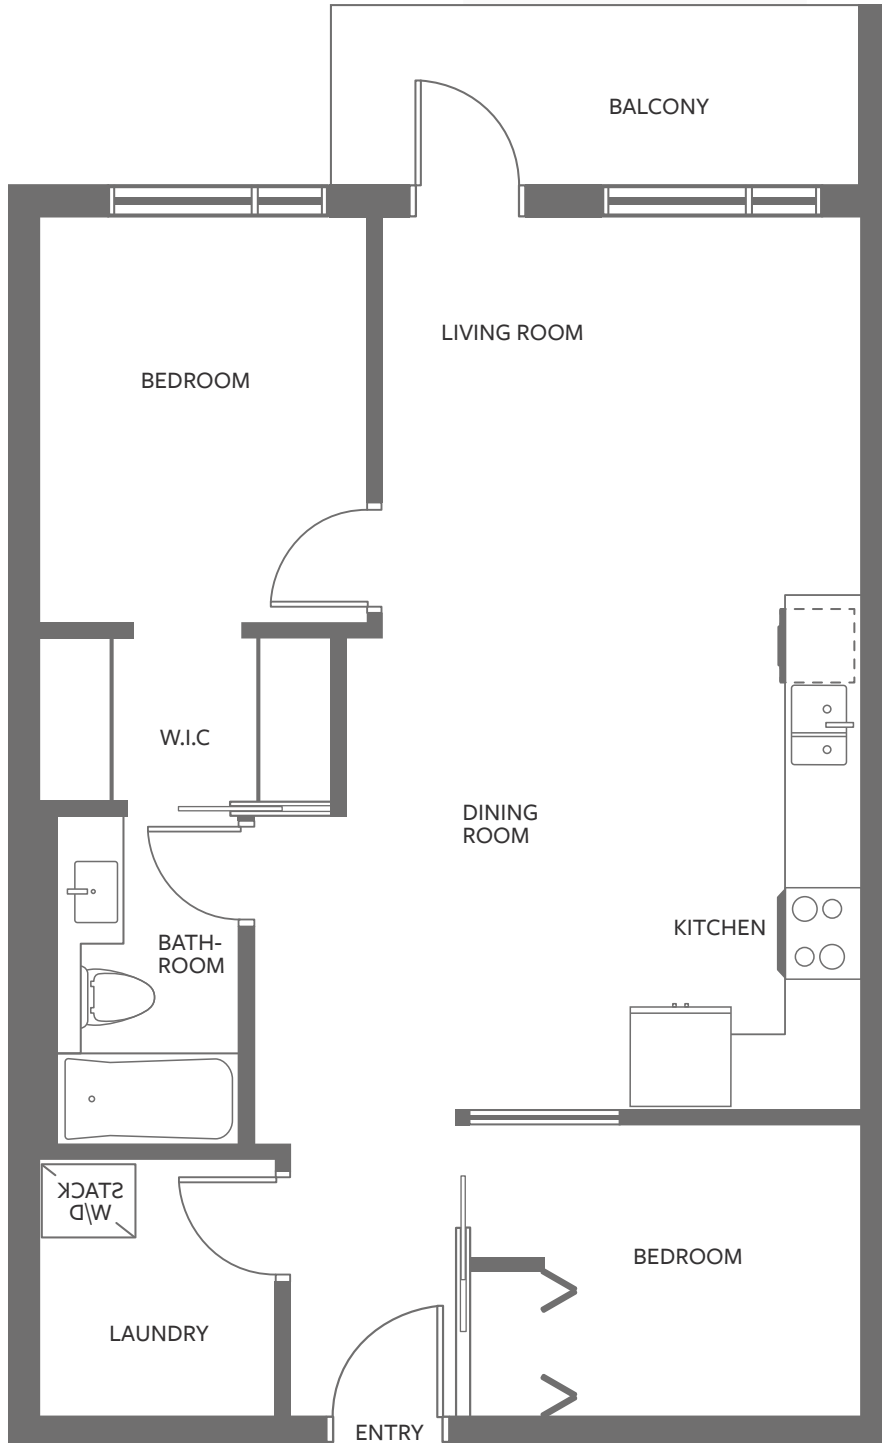 BALCONY
LIVING ROOM
BEDROOM
W.I.C
DINING
ROOM
KITCHEN
BATH-
ROOM
STACK
W/D
BEDROOM
LAUNDRY
ENTRY